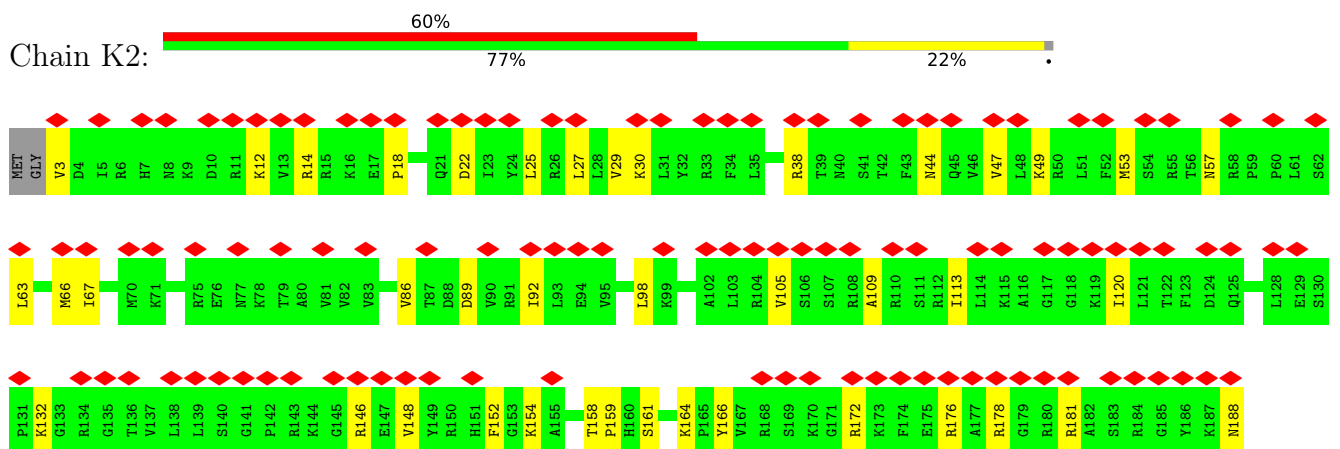 60%
Chain K2:
77% 22% •
MET GLY V3 D4 I5 R6 H7 N8 K9 D10 R11 K12 V13 R14 R15 K16 E17 P18 Q21 D22 I23 Y24 L25 R26 L27 L28 V29 K30 L31 Y32 R33 F34 L35 R38 T39 N40 S41 T42 F43 N44 Q45 V46 V47 L48 K49 R50 L51 F52 M53 S54 R55 T56 N57 R58 P59 P60 L61 S62
L63 M66 I67 M70 K71 R75 E76 N77 K78 T79 A80 V81 V82 V83 V86 T87 D88 D89 V90 R91 I92 L93 E94 V95 L98 K99 A102 L103 R104 V105 S106 S107 R108 A109 R110 S111 R112 I113 L114 K115 A116 G117 G118 K119 I120 L121 T122 F123 D124 Q125 L128 E129 S130
P131 K132 G133 R134 G135 T136 V137 L138 L139 S140 G141 P142 R143 K144 G145 R146 E147 V148 Y149 R150 H151 F152 G153 K154 A155 T158 P159 H160 S161 K164 P165 Y166 V167 R168 S169 K170 G171 R172 K173 F174 E175 R176 A177 R178 G179 R180 R181 A182 S183 R184 G185 Y186 K187 N188